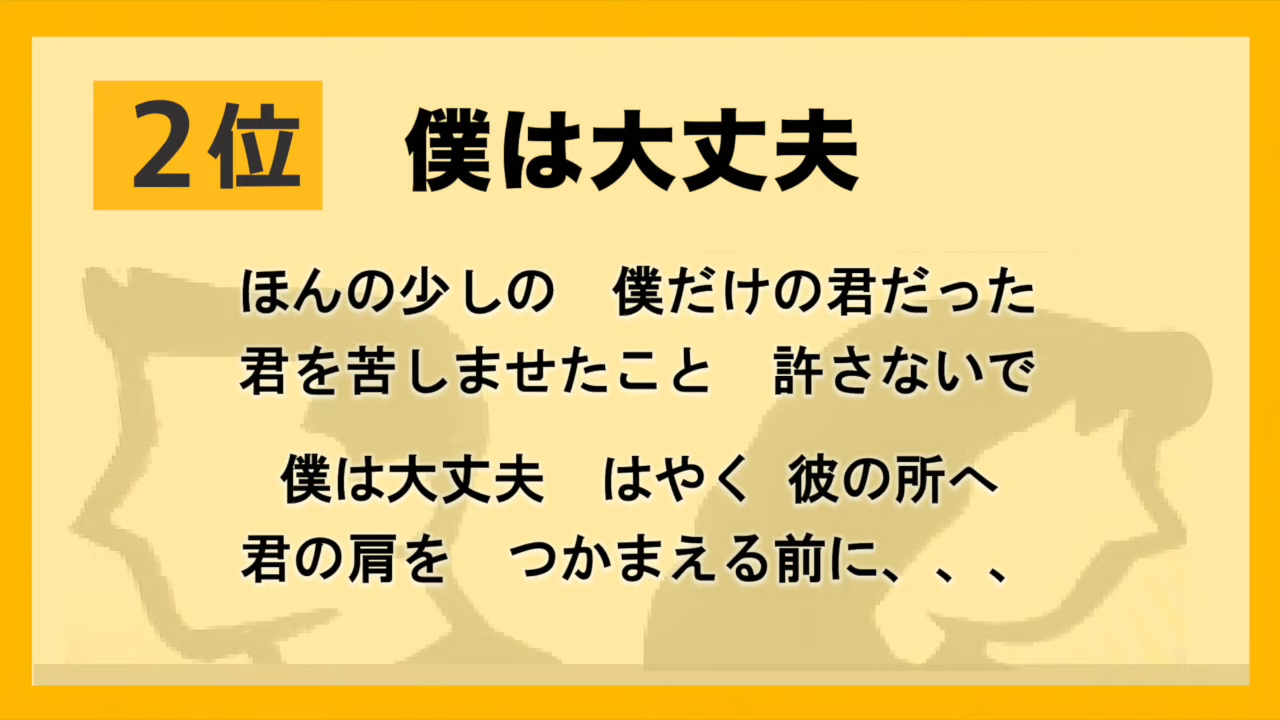 2位 僕は大丈夫
ほんの少しの　僕だけの君だった
君を苦しませたこと　許さないで
僕は大丈夫　はやく 彼の所へ
君の肩を　つかまえる前に、、、